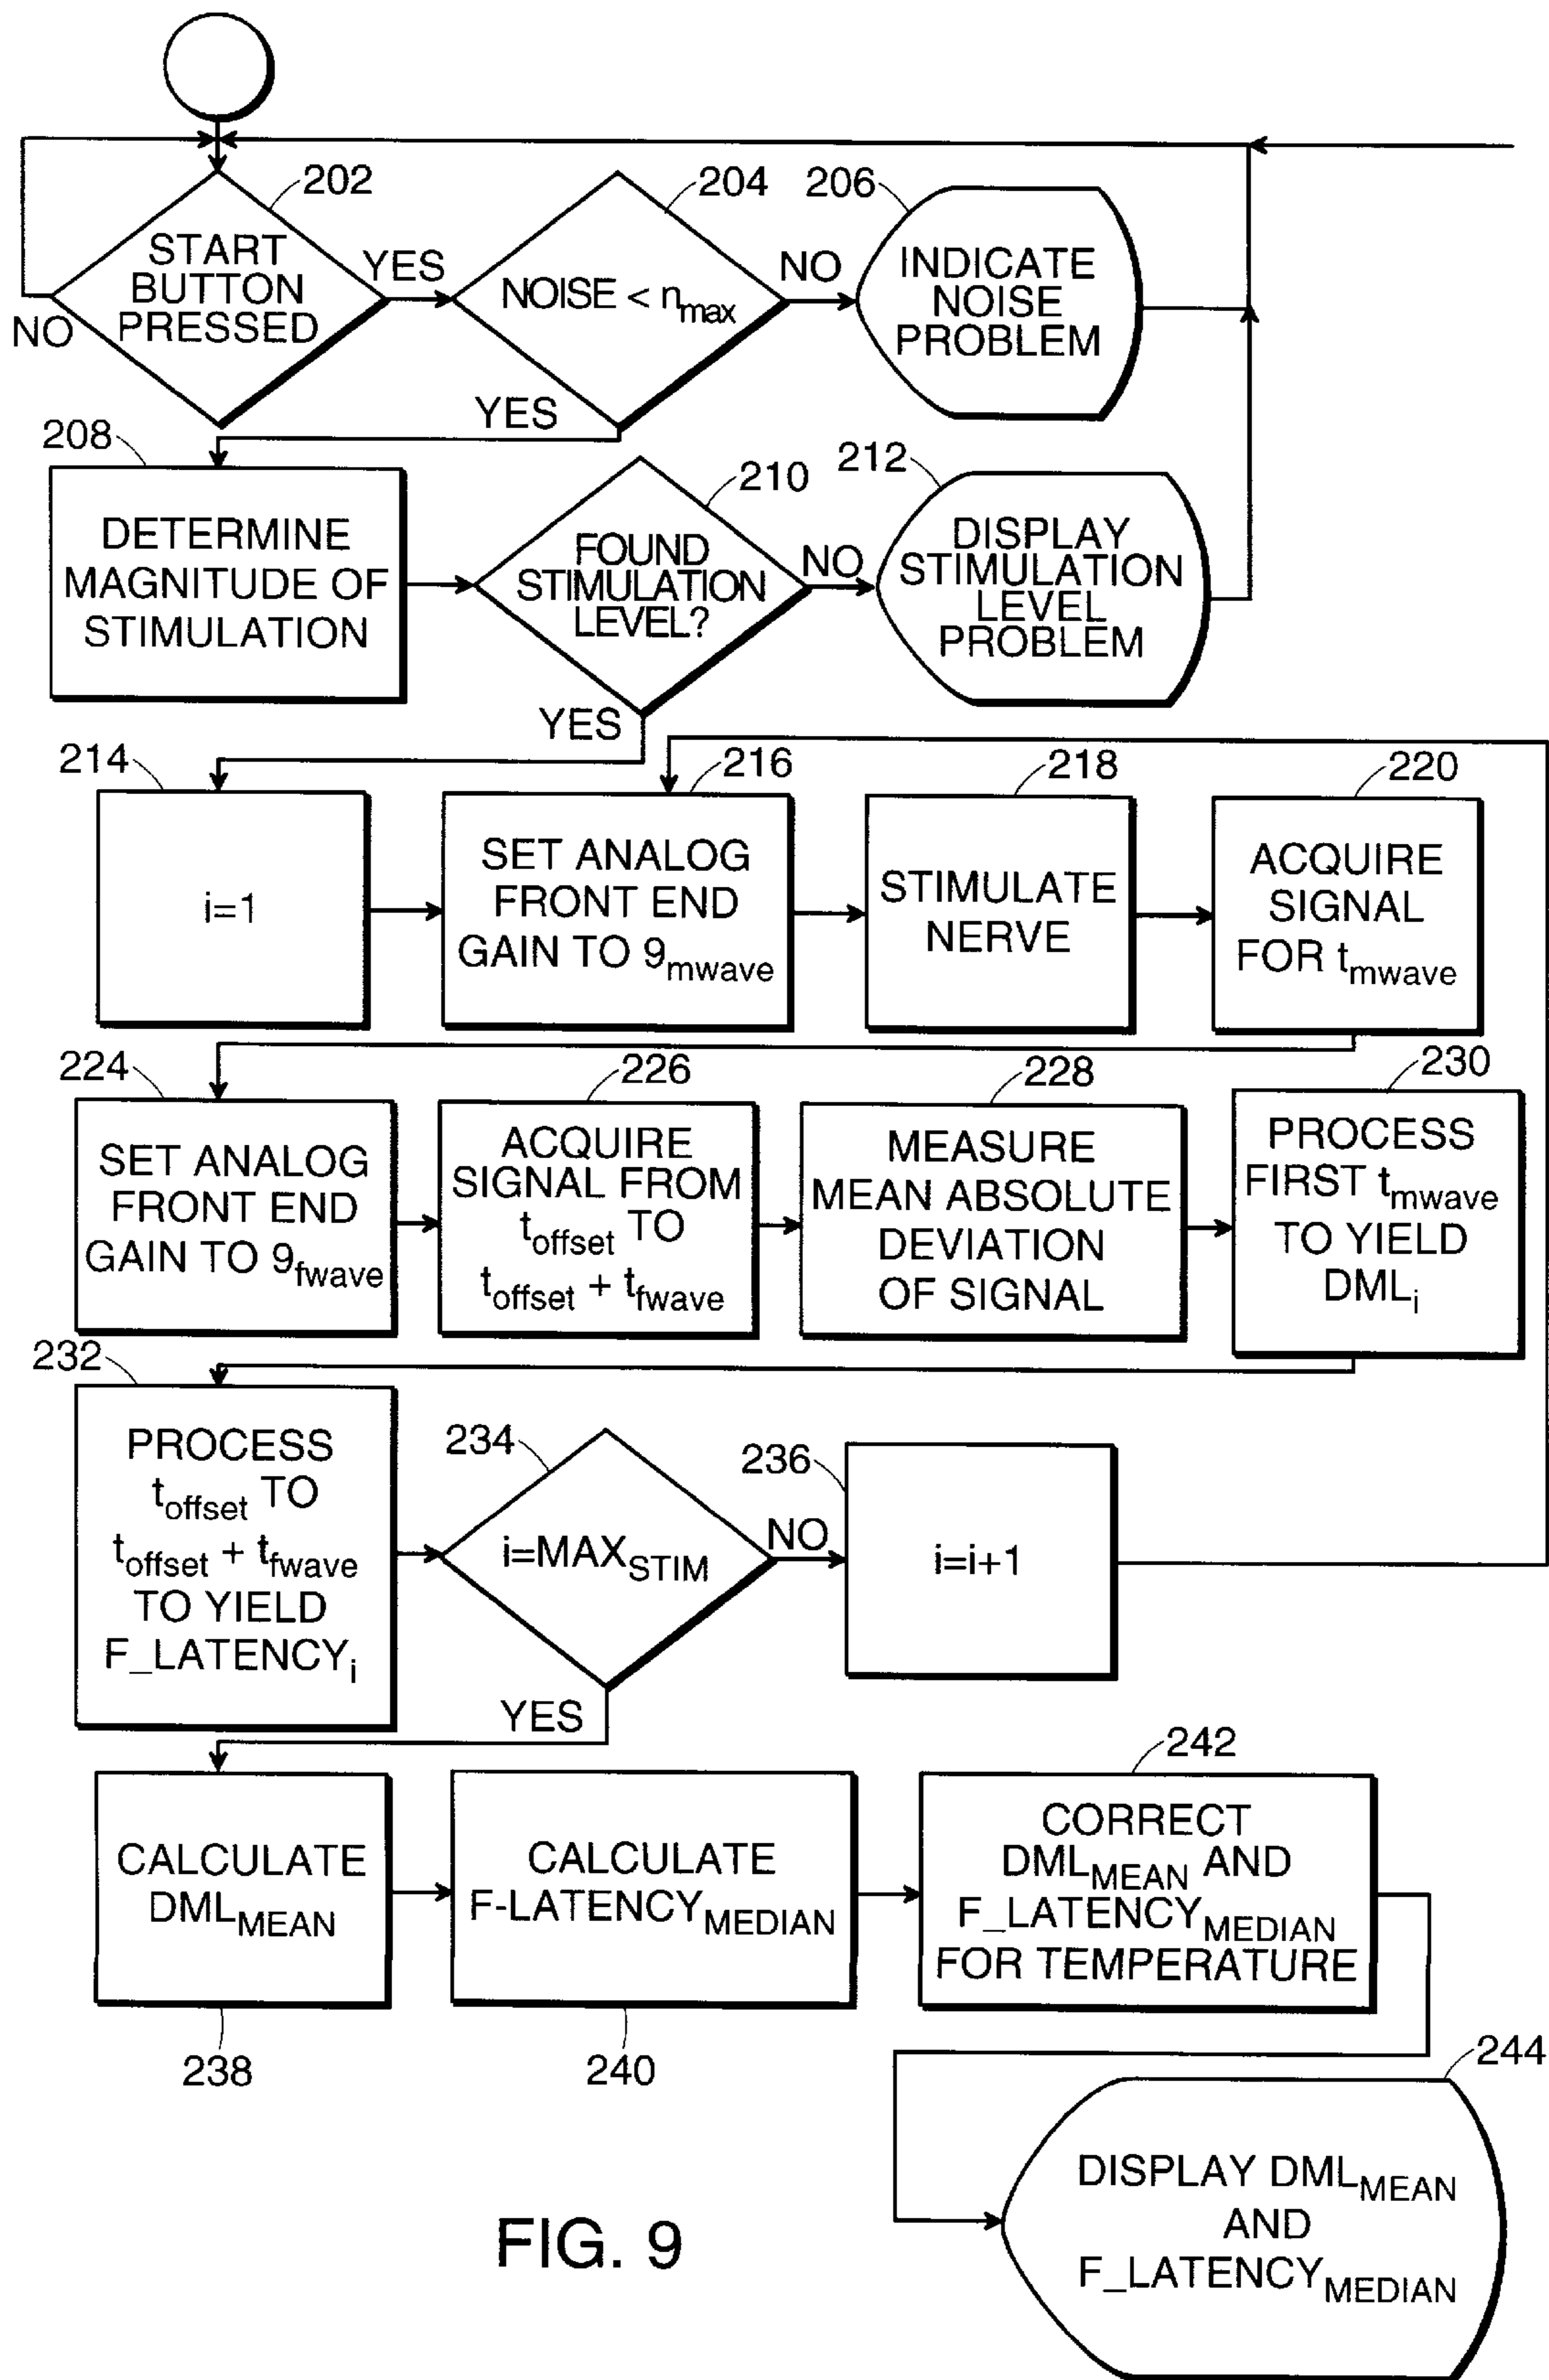 202
START
BUTTON
PRESSED
YES
NO
204
NOISE < nmax
NO
YES
206
INDICATE
NOISE
PROBLEM
208
DETERMINE
MAGNITUDE OF
STIMULATION
210
FOUND
STIMULATION
LEVEL?
NO
YES
212
DISPLAY
STIMULATION
LEVEL
PROBLEM
214
i=1
216
SET ANALOG
FRONT END
GAIN TO 9mwave
218
STIMULATE
NERVE
220
ACQUIRE
SIGNAL
FOR tmwave
224
SET ANALOG
FRONT END
GAIN TO 9fwave
226
ACQUIRE
SIGNAL FROM
toffset TO
toffset + tfwave
228
MEASURE
MEAN ABSOLUTE
DEVIATION
OF SIGNAL
230
PROCESS
FIRST tmwave
TO YIELD
DMLi
232
PROCESS
toffset TO
toffset + tfwave
TO YIELD
F_LATENCYi
234
i=MAXSTIM
NO
YES
236
i=i+1
CALCULATE
DMLMEAN
238
CALCULATE
F-LATENCYMEDIAN
240
242
CORRECT
DMLMEAN AND
F_LATENCYMEDIAN
FOR TEMPERATURE
244
DISPLAY DMLMEAN
AND
F_LATENCYMEDIAN
FIG. 9